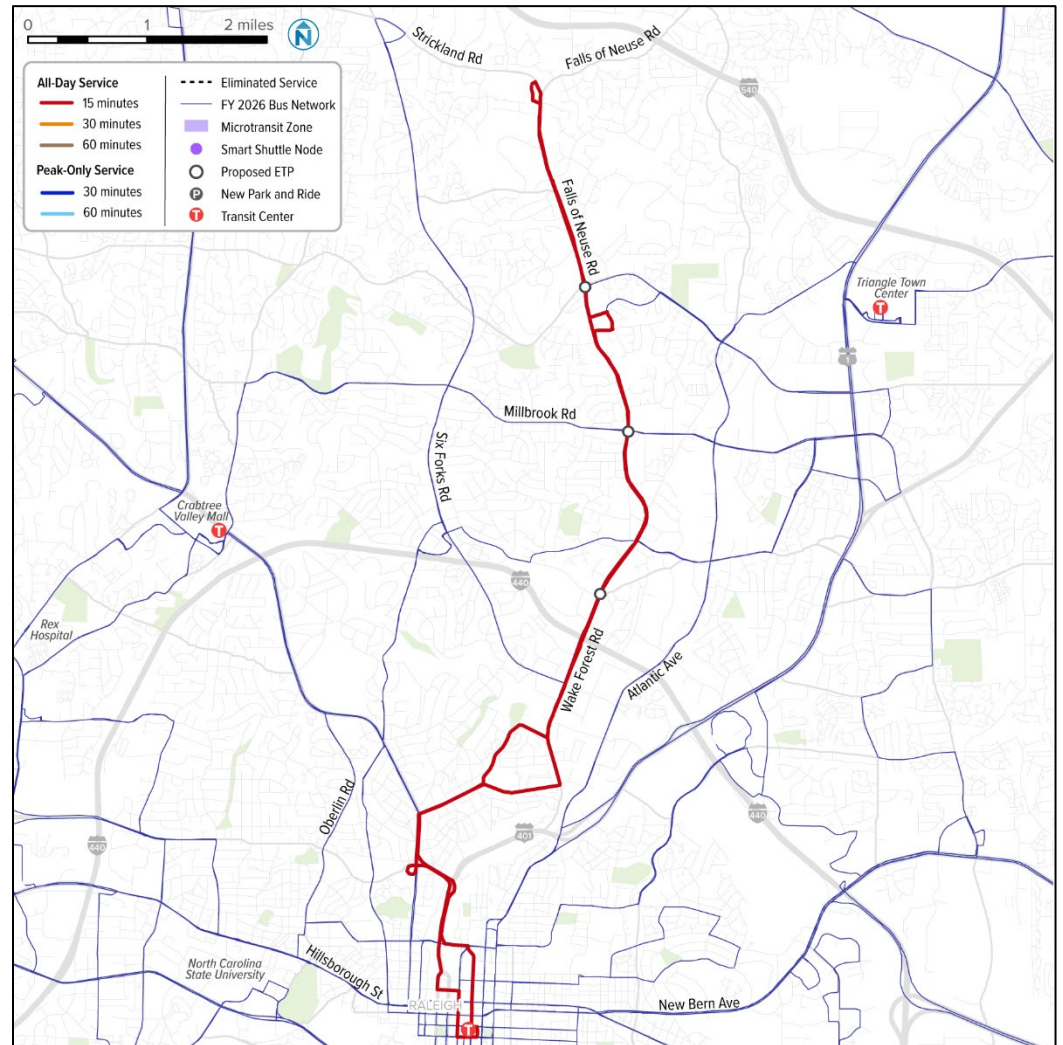 0 1 2 miles
N
All-Day Service
15 minutes
30 minutes
60 minutes
Peak-Only Service
30 minutes
60 minutes
Eliminated Service
FY 2026 Bus Network
Microtransit Zone
Smart Shuttle Node
Proposed ETP
P New Park and Ride
T Transit Center
Strickland Rd
Falls of Neuse Rd
540
Falls of Neuse Rd
Triangle Town
Center
T
1
Millbrook Rd
Six Forks Rd
Crabtree
Valley Mall
T
440
Rex
Hospital
Wake Forest Rd
Atlantic Ave
Oberlin Rd
440
401
440
North Carolina
State University
Hillsborough St
RALEIGH
New Bern Ave
T